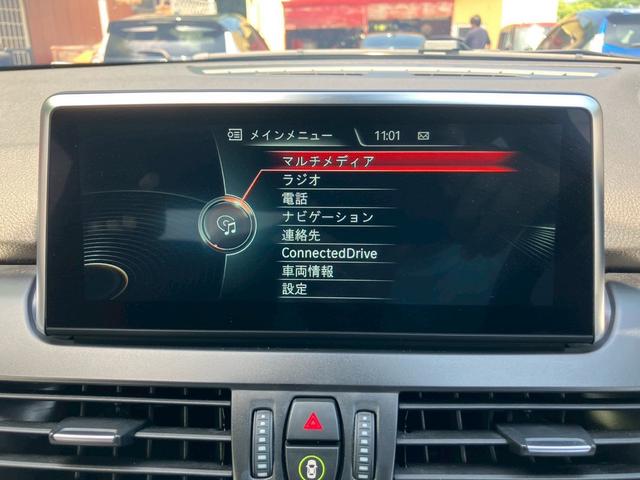 メインメニュー 11:01
マルチメディア
ラジオ
電話
ナビゲーション
連絡先
ConnectedDrive
車両情報
設定